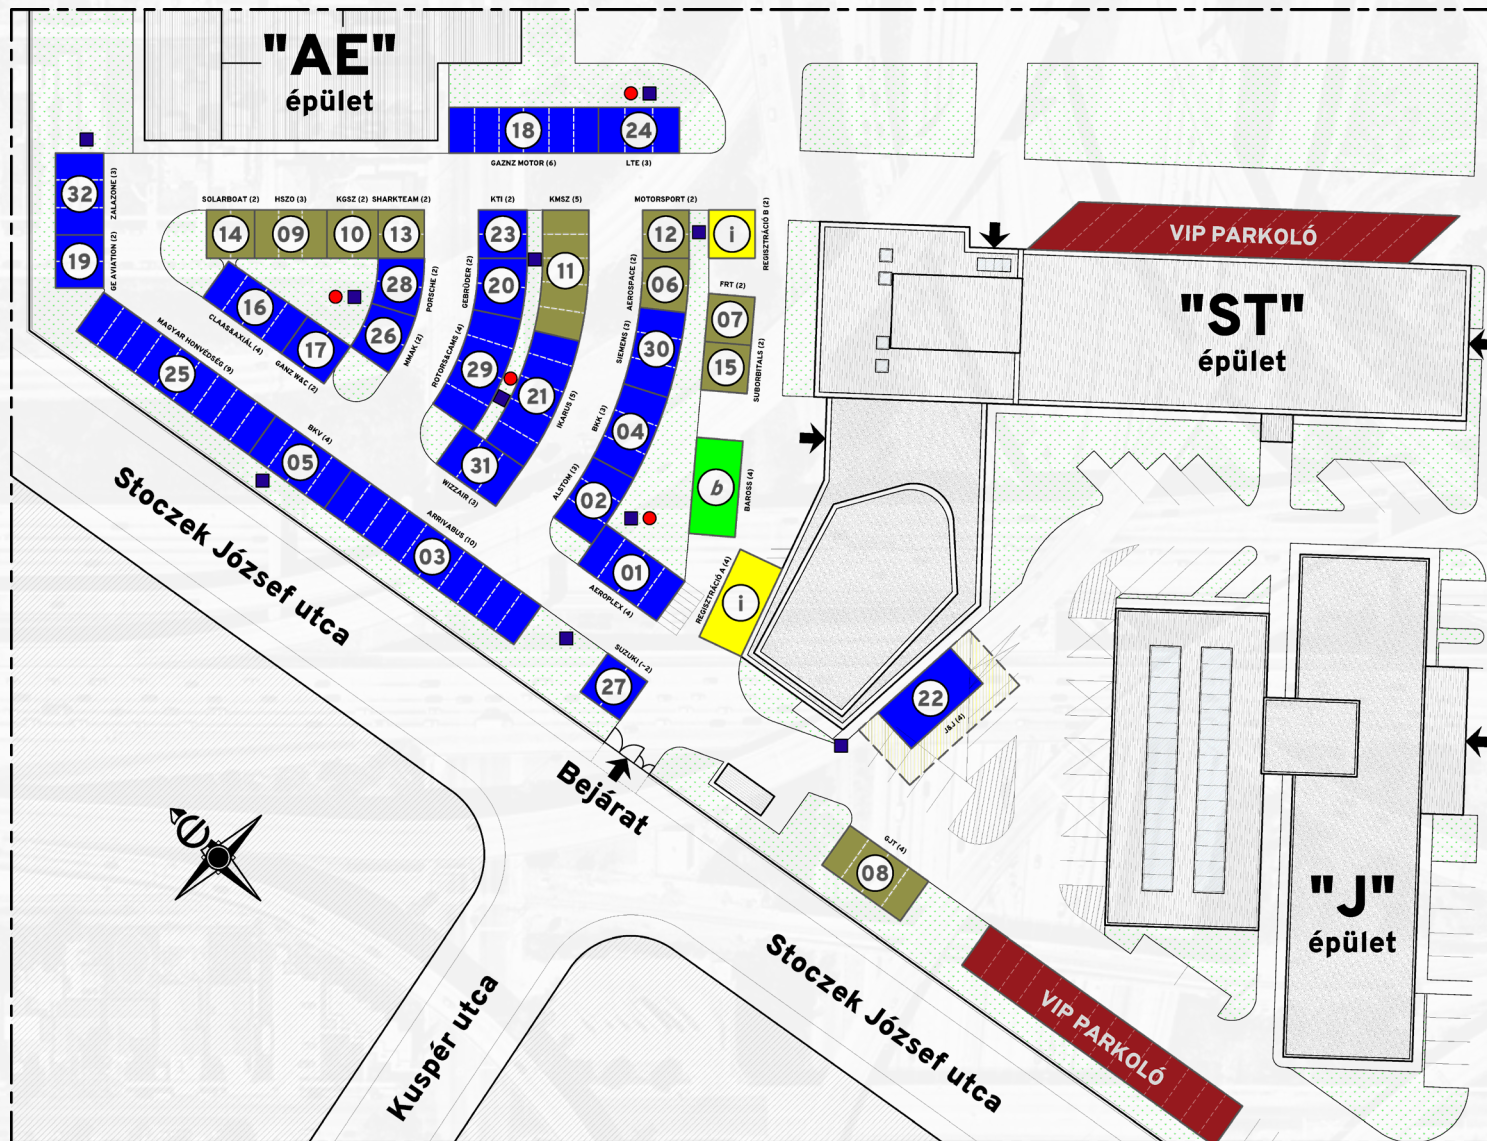 "AE"
épület
18
24
GAZNZ MOTOR (6)
LTE (3)
32
ZALAZONE (3)
19
GE AVIATION (2)
SOLARBOAT (2)
HSZO (3)
KGSZ (2)
SHARKTEAM (2)
14
09
10
13
28
PORSCHE (2)
26
MMAK (2)
16
CLAAS&AXIÁL (4)
17
GANZ W&C (2)
KTI (2)
KMSZ (5)
23
20
GEBRÜDER (2)
11
29
ROTORS&CAMS (4)
21
IKARUS (5)
31
WIZZAIR (3)
MOTORSPORT (2)
12
i
REGISZTRÁCIÓ B (2)
06
AEROSPACE (2)
FRT (2)
07
15
SUBORBITALS (2)
30
SIEMENS (3)
04
BKK (3)
02
ALSTOM (3)
01
AEROPLEX (4)
b
BAROSS (4)
i
REGISZTRÁCIÓ A (4)
25
MAGYAR HONVÉDSÉG (9)
05
BKV (4)
03
ARRIVABUS (10)
27
SUZUKI (~2)
22
J&J (4)
08
GJT (4)
VIP PARKOLÓ
"ST"
épület
"J"
épület
VIP PARKOLÓ
Stoczek József utca
Bejárat
É
Kuspér utca
Stoczek József utca